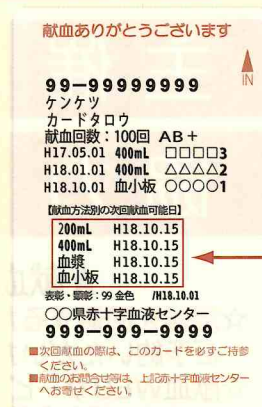 献血ありがとうございます
IN
99−99999999
ケンケツ
カードタロウ
献血回数：100回 AB＋
H17.05.01 400mL □□□□3
H18.01.01 400mL △△△△2
H18.10.01 血小板 ○○○○1
【献血方法別の次回献血可能日】
200mL H18.10.15
400mL H18.10.15
血漿 H18.10.15
血小板 H18.10.15
表彰・顕彰：99 金色 /H18.10.01
○○県赤十字血液センター
999−999−9999
■次回献血の際は、このカードを必ずご持参
ください。
■献血のお問合せ等は、上記赤十字血液センター
へお寄せください。